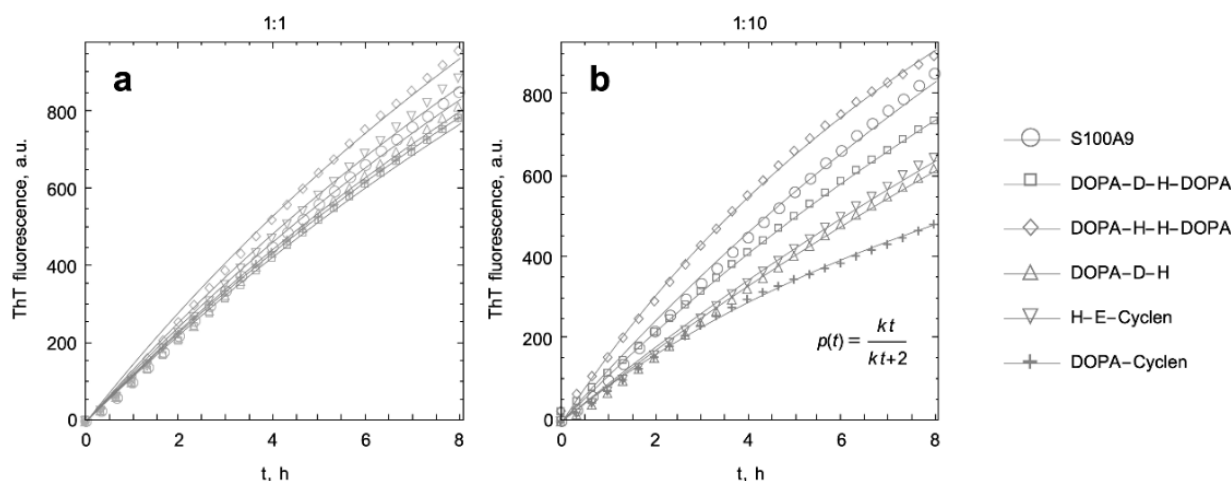 1:1
a
ThT fluorescence, a.u.
800
600
400
200
0
0 2 4 6 8
t, h
1:10
b
ThT fluorescence, a.u.
800
600
400
200
0
0 2 4 6 8
t, h
p(t) = kt / kt+2
S100A9
DOPA-D-H-DOPA
DOPA-H-H-DOPA
DOPA-D-H
H-E-Cyclen
DOPA-Cyclen